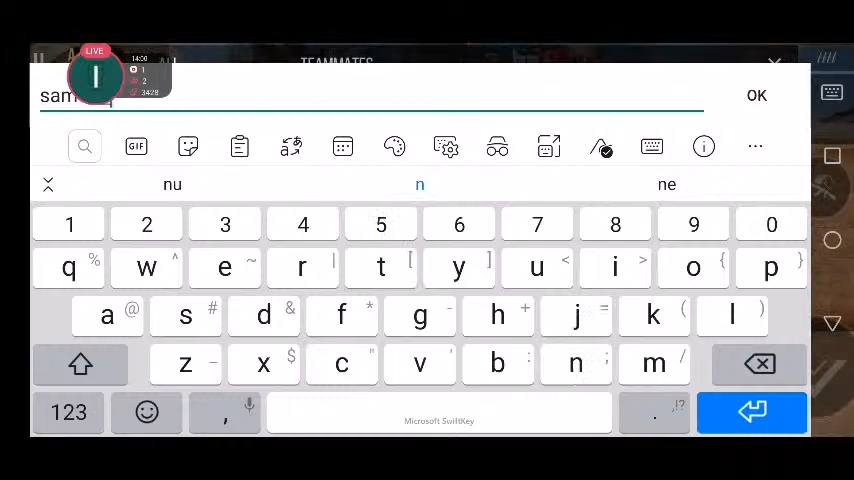 TEAMMATES
LIVE
I
14:00
1
2
3428
sam
OK
GIF
...
nu n ne
1 2 3 4 5 6 7 8 9 0
q % w ^ e ~ r | t [ y ] u < i > o { p }
a @ s # d & f * g - h + j = k ( l )
z _ x $ c " v ' b : n ; m /
123 , Microsoft SwiftKey . ,!?